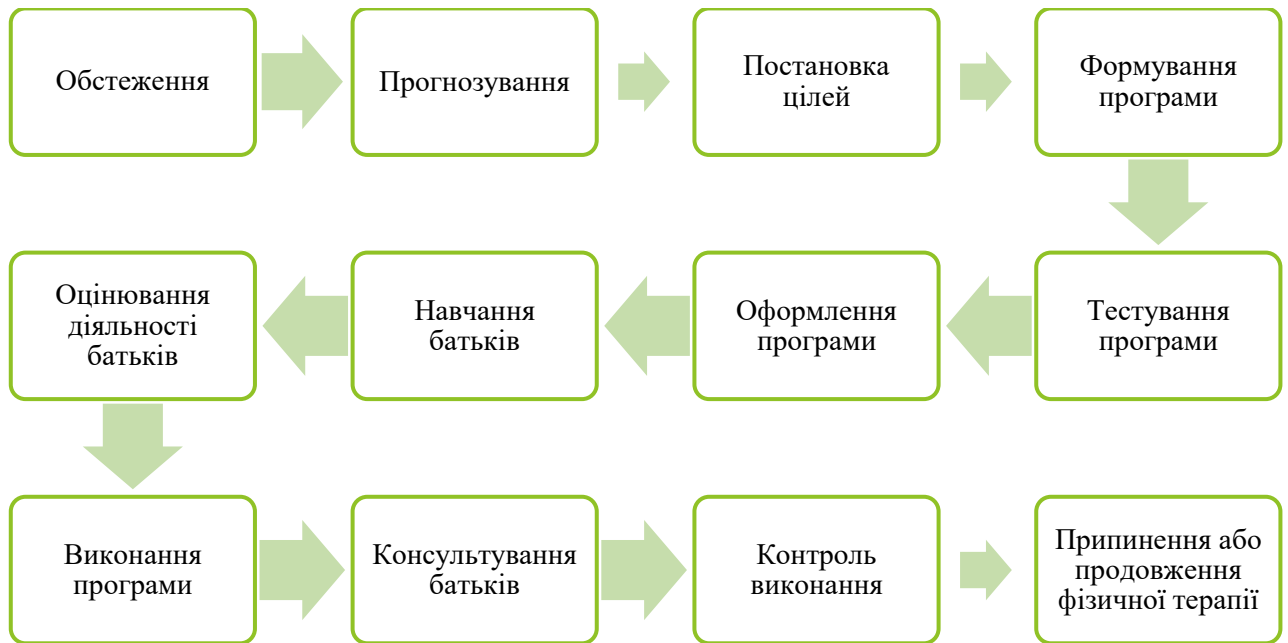 Обстеження
Прогнозування
Постановка
цілей
Формування
програми
Тестування
програми
Оформлення
програми
Навчання
батьків
Оцінювання
діяльності
батьків
Виконання
програми
Консультування
батьків
Контроль
виконання
Припинення або
продовження
фізичної терапії